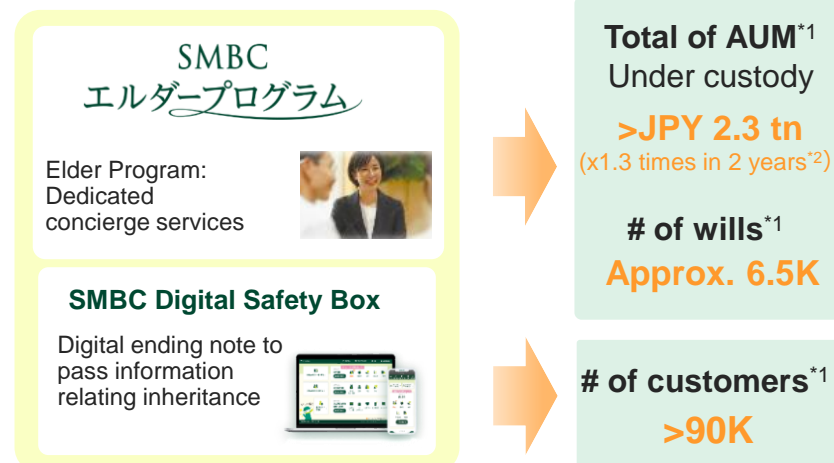 SMBC
エルダープログラム
Elder Program:
Dedicated
concierge services
SMBC Digital Safety Box
Digital ending note to
pass information
relating inheritance
Total of AUM*1
Under custody
>JPY 2.3 tn
(x1.3 times in 2 years*2)
# of wills*1
Approx. 6.5K
# of customers*1
>90K